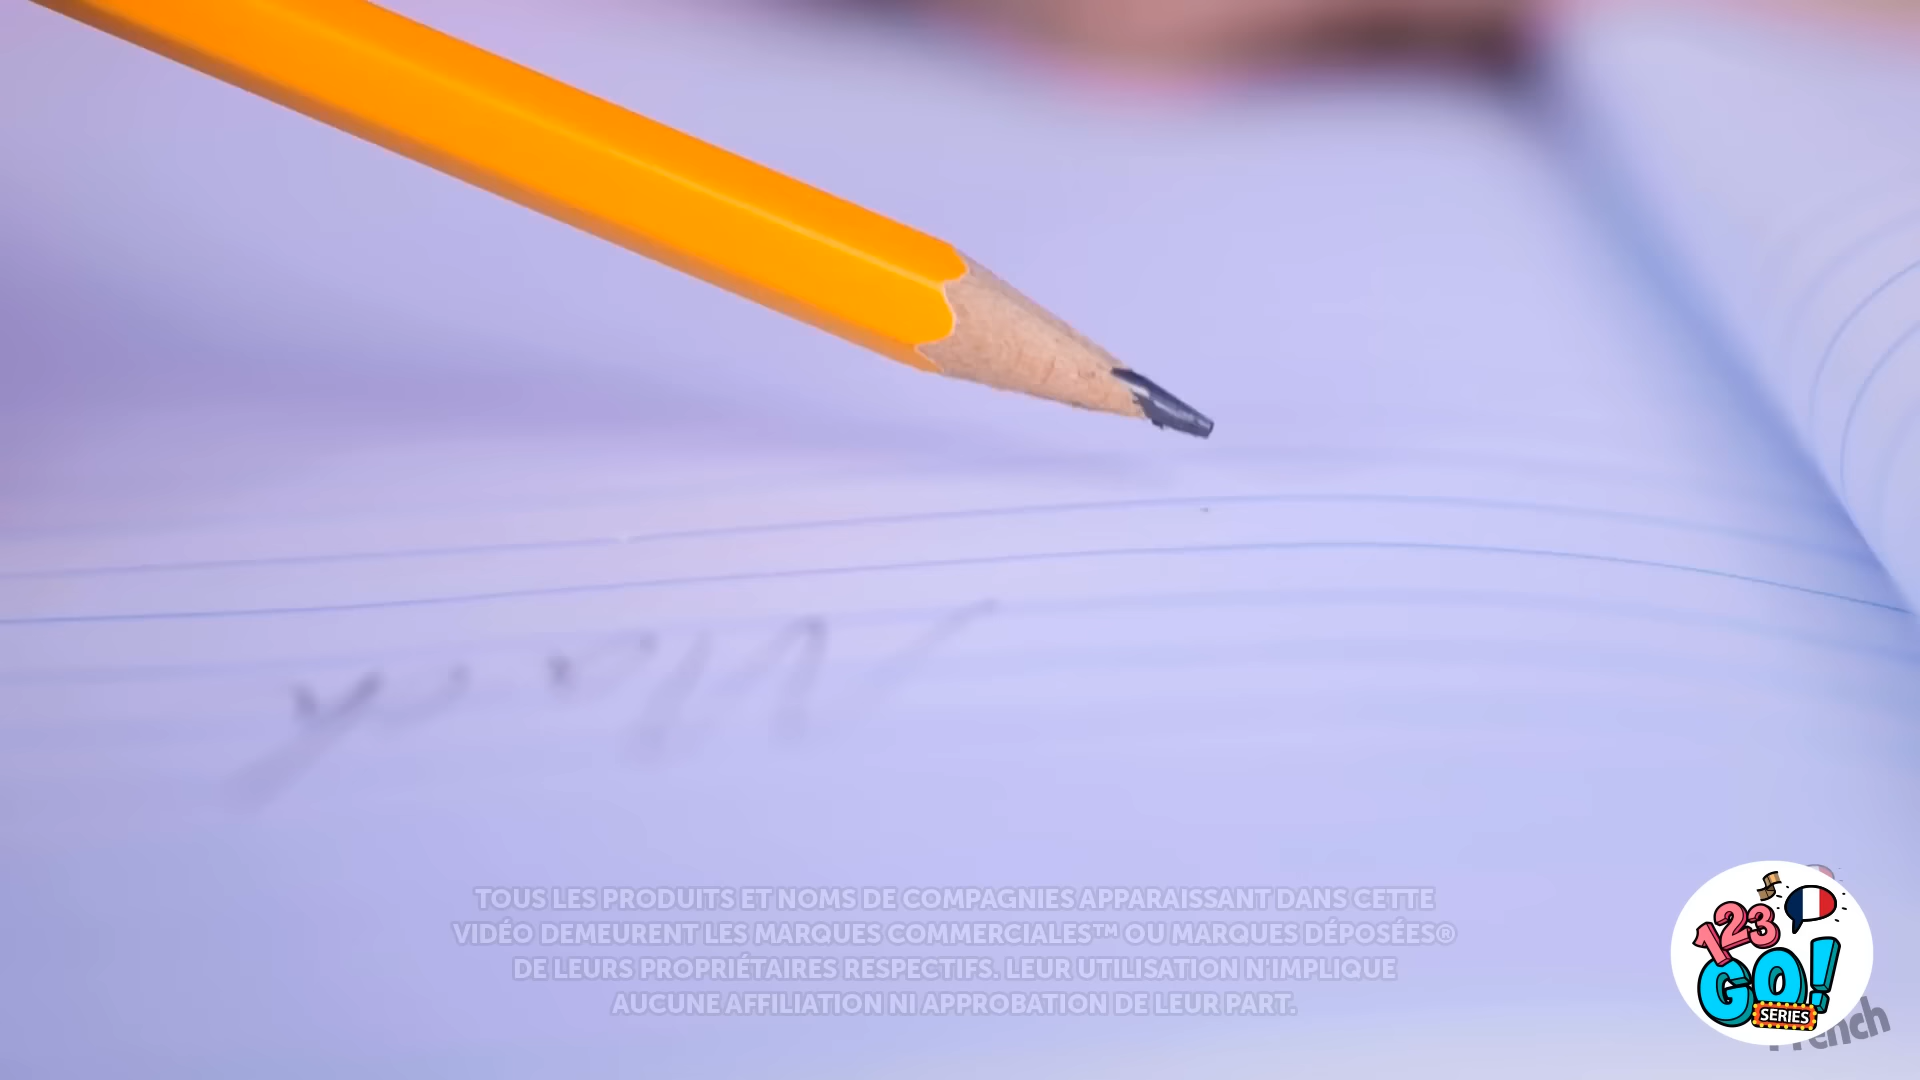 TOUS LES PRODUITS ET NOMS DE COMPAGNIES APPARAISSANT DANS CETTE
VIDÉO DEMEURENT LES MARQUES COMMERCIALES™ OU MARQUES DÉPOSÉES®
DE LEURS PROPRIÉTAIRES RESPECTIFS. LEUR UTILISATION N'IMPLIQUE
AUCUNE AFFILIATION NI APPROBATION DE LEUR PART.
123
GO!
SERIES
French